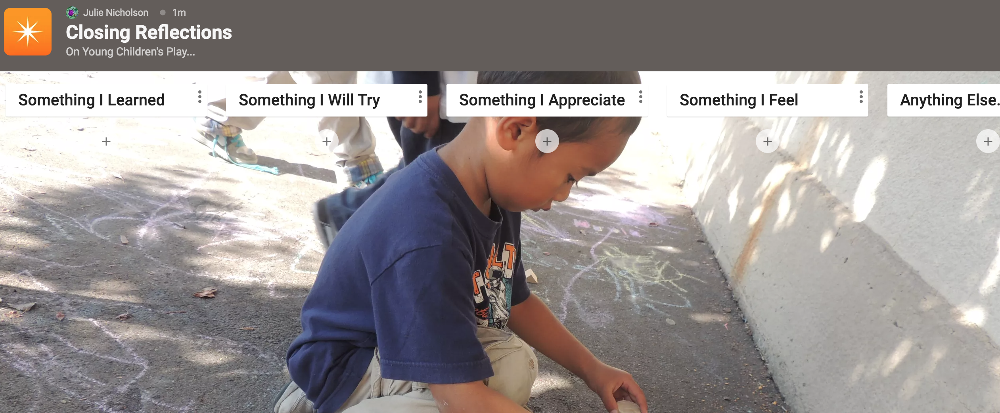 Julie Nicholson • 1m
Closing Reflections
On Young Children's Play...
Something I Learned
Something I Will Try
Something I Appreciate
Something I Feel
Anything Else.